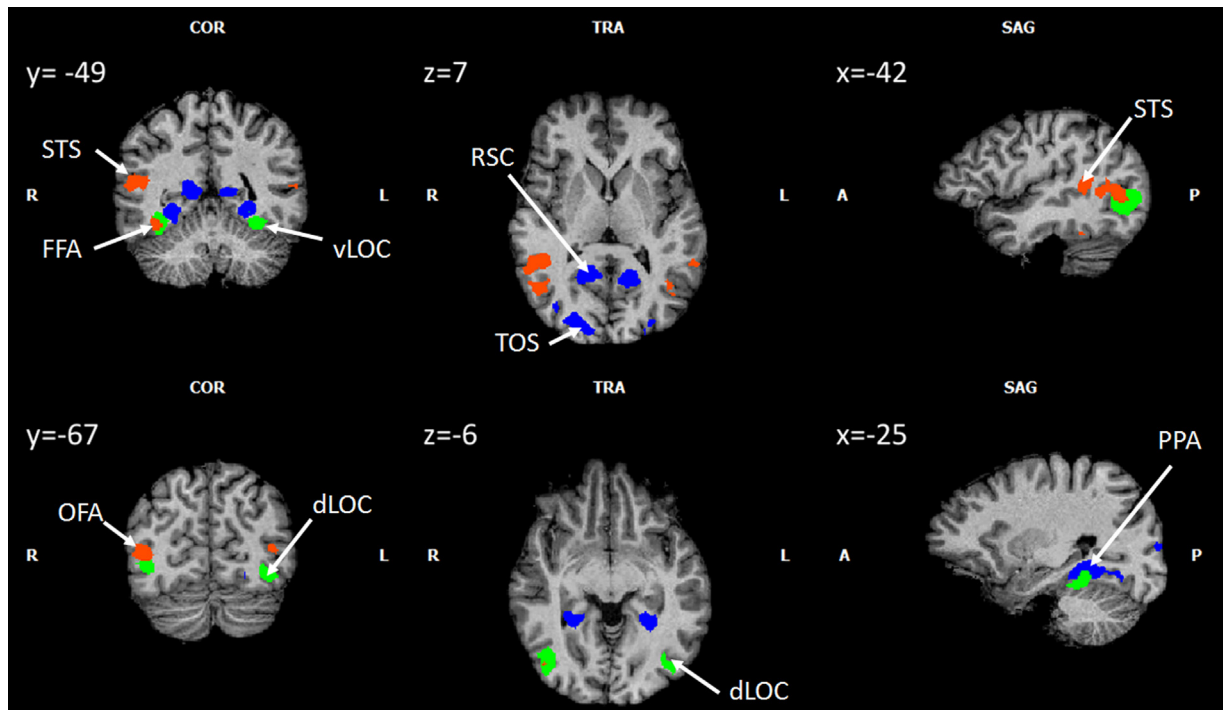 COR
TRA
SAG
y= -49
z=7
x=-42
STS
STS
RSC
R
L
R
L
A
P
FFA
vLOC
TOS
COR
TRA
SAG
y=-67
z=-6
x=-25
PPA
OFA
dLOC
R
L
R
L
A
P
dLOC